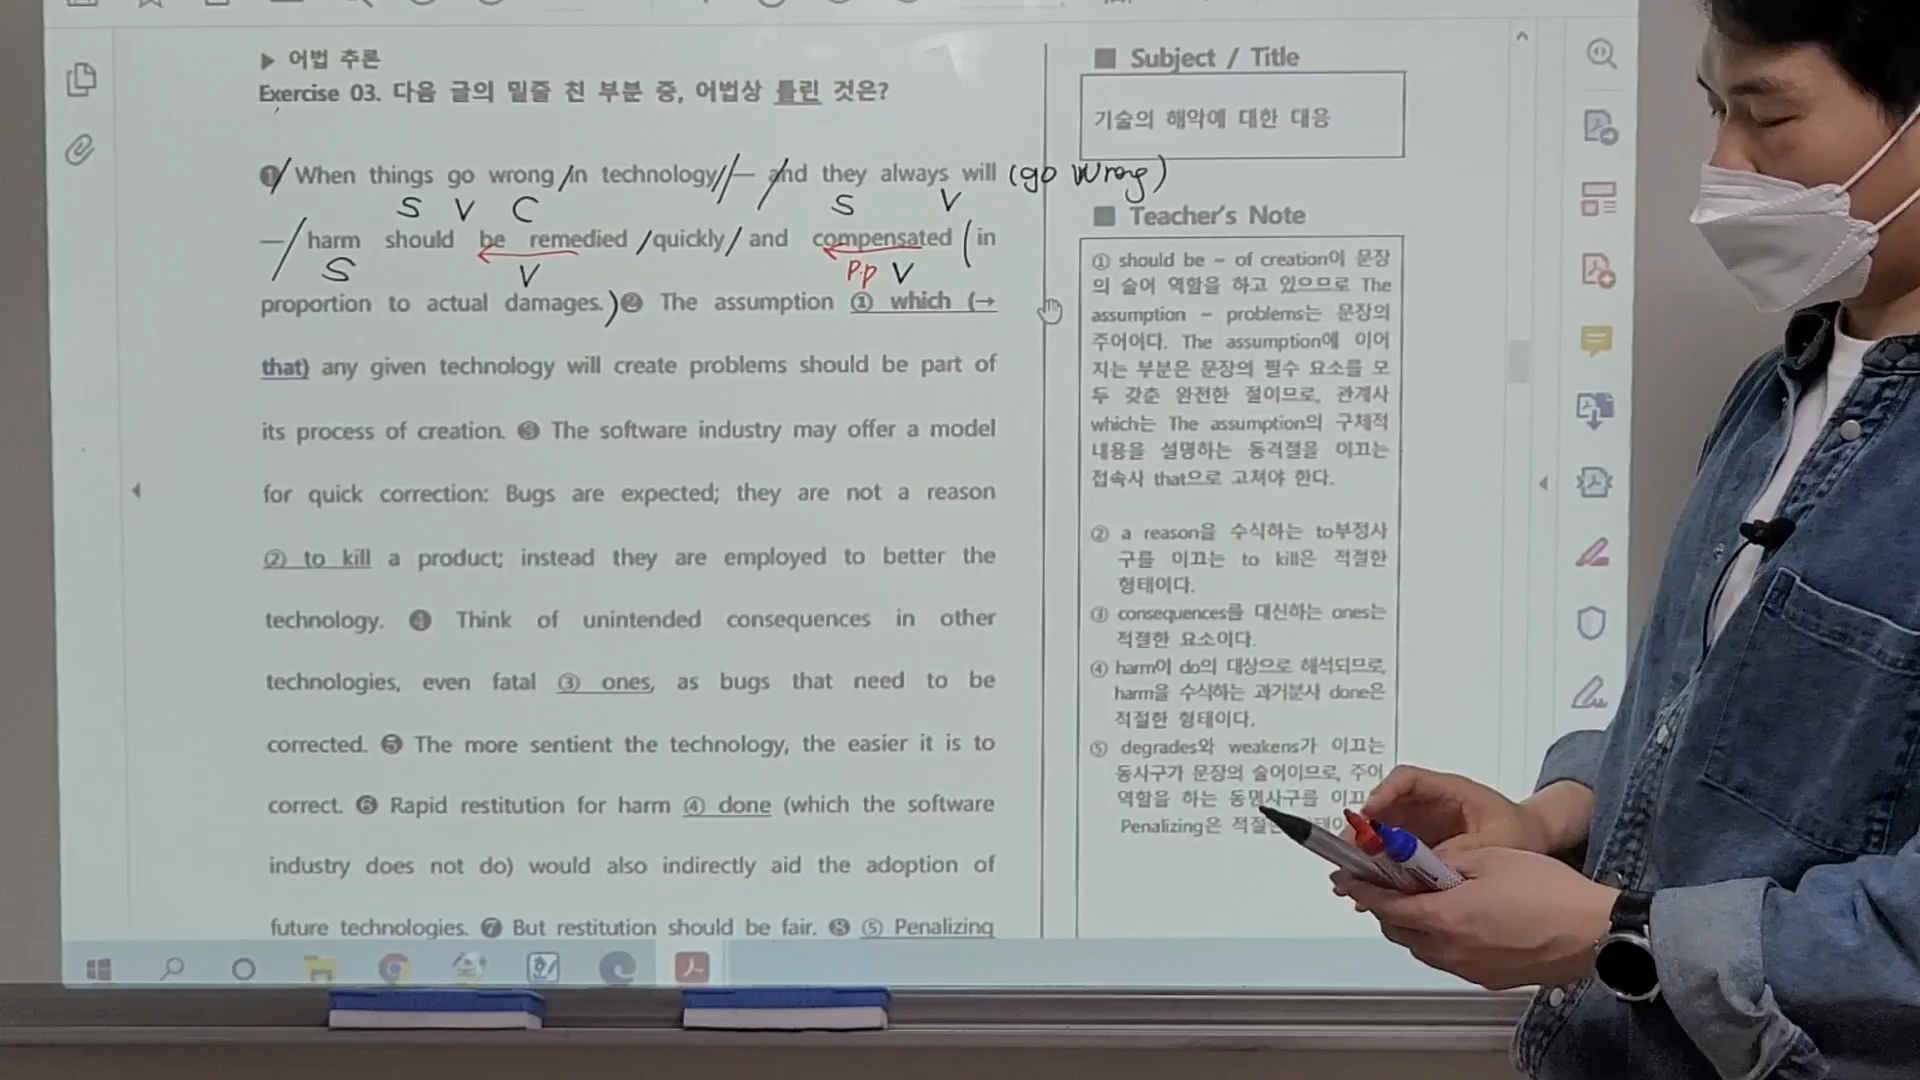 ▶ 어법 추론
Exercise 03. 다음 글의 밑줄 친 부분 중, 어법상 틀린 것은?
❶ When things go wrong in technology — and they always will (go wrong)
S V C S V
— harm should be remedied quickly and compensated (in
S V p.p V
proportion to actual damages.) ❷ The assumption ① which (→
that) any given technology will create problems should be part of
its process of creation. ❸ The software industry may offer a model
for quick correction: Bugs are expected; they are not a reason
② to kill a product; instead they are employed to better the
technology. ❹ Think of unintended consequences in other
technologies, even fatal ③ ones, as bugs that need to be
corrected. ❺ The more sentient the technology, the easier it is to
correct. ❻ Rapid restitution for harm ④ done (which the software
industry does not do) would also indirectly aid the adoption of
future technologies. ❼ But restitution should be fair. ❽ ⑤ Penalizing
■ Subject / Title
기술의 해악에 대한 대응
■ Teacher's Note
① should be ~ of creation이 문장
의 술어 역할을 하고 있으므로 The
assumption ~ problems는 문장의
주어이다. The assumption에 이어
지는 부분은 문장의 필수 요소를 모
두 갖춘 완전한 절이므로, 관계사
which는 The assumption의 구체적
내용을 설명하는 동격절을 이끄는
접속사 that으로 고쳐야 한다.
② a reason을 수식하는 to부정사
구를 이끄는 to kill은 적절한
형태이다.
③ consequences를 대신하는 ones는
적절한 요소이다.
④ harm이 do의 대상으로 해석되므로,
harm을 수식하는 과거분사 done은
적절한 형태이다.
⑤ degrades와 weakens가 이끄는
동사구가 문장의 술어이므로, 주어
역할을 하는 동명사구를 이끄
Penalizing은